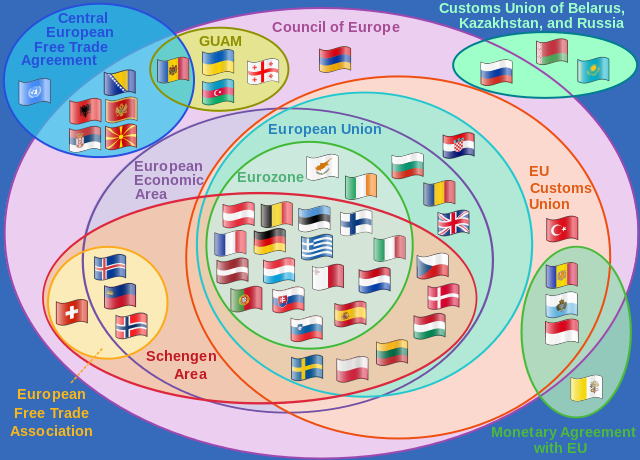 Central
European
Free Trade
Agreement
GUAM
Council of Europe
Customs Union of Belarus,
Kazakhstan, and Russia
European Union
European
Economic
Area
Eurozone
EU
Customs
Union
Schengen
Area
European
Free Trade
Association
Monetary Agreement
with EU